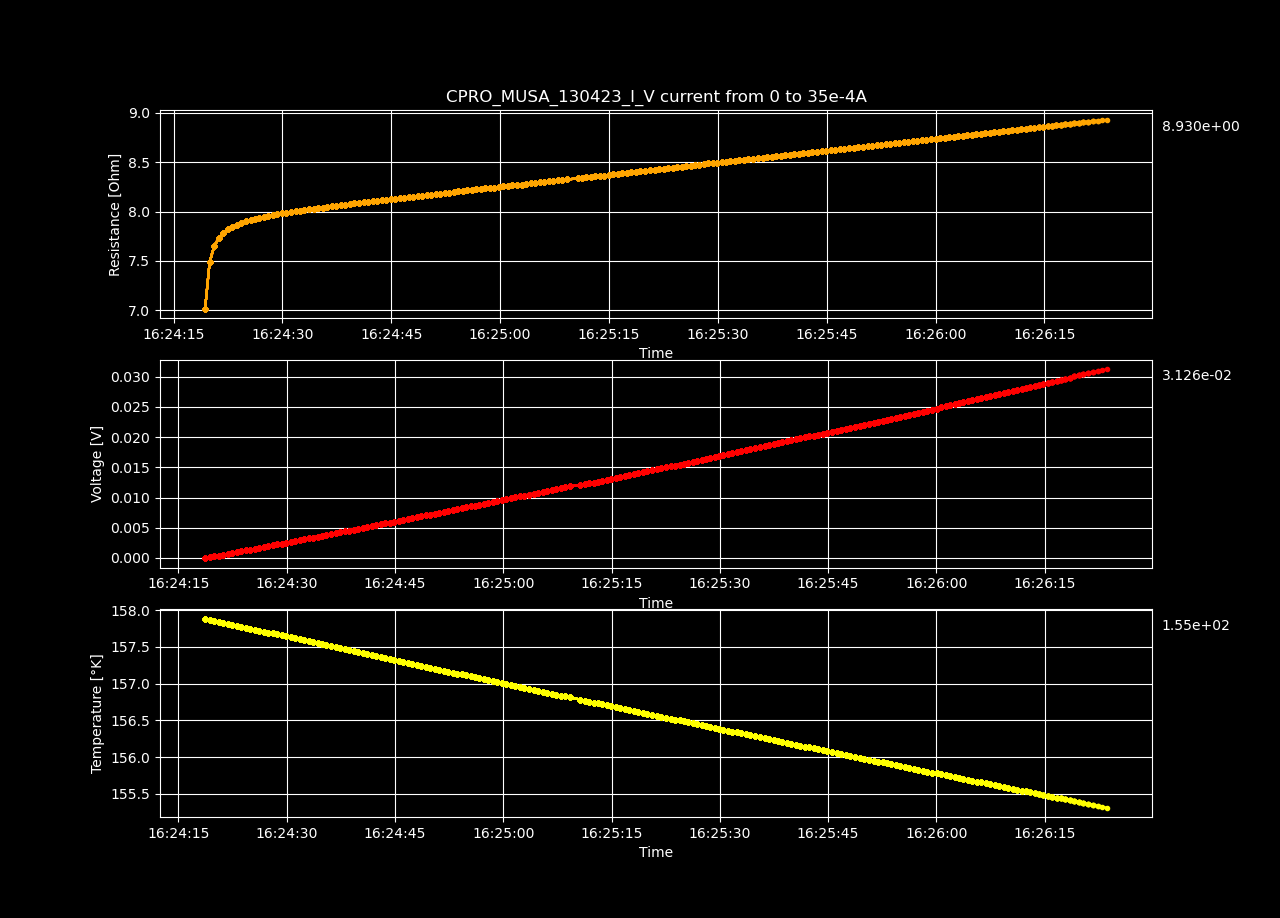 CPRO_MUSA_130423_I_V current from 0 to 35e-4A
9.0
8.5
8.0
7.5
7.0
Resistance [Ohm]
8.930e+00
16:24:15 16:24:30 16:24:45 16:25:00 16:25:15 16:25:30 16:25:45 16:26:00 16:26:15
Time
0.030
0.025
0.020
0.015
0.010
0.005
0.000
Voltage [V]
3.126e-02
16:24:15 16:24:30 16:24:45 16:25:00 16:25:15 16:25:30 16:25:45 16:26:00 16:26:15
Time
158.0
157.5
157.0
156.5
156.0
155.5
Temperature [°K]
1.55e+02
16:24:15 16:24:30 16:24:45 16:25:00 16:25:15 16:25:30 16:25:45 16:26:00 16:26:15
Time